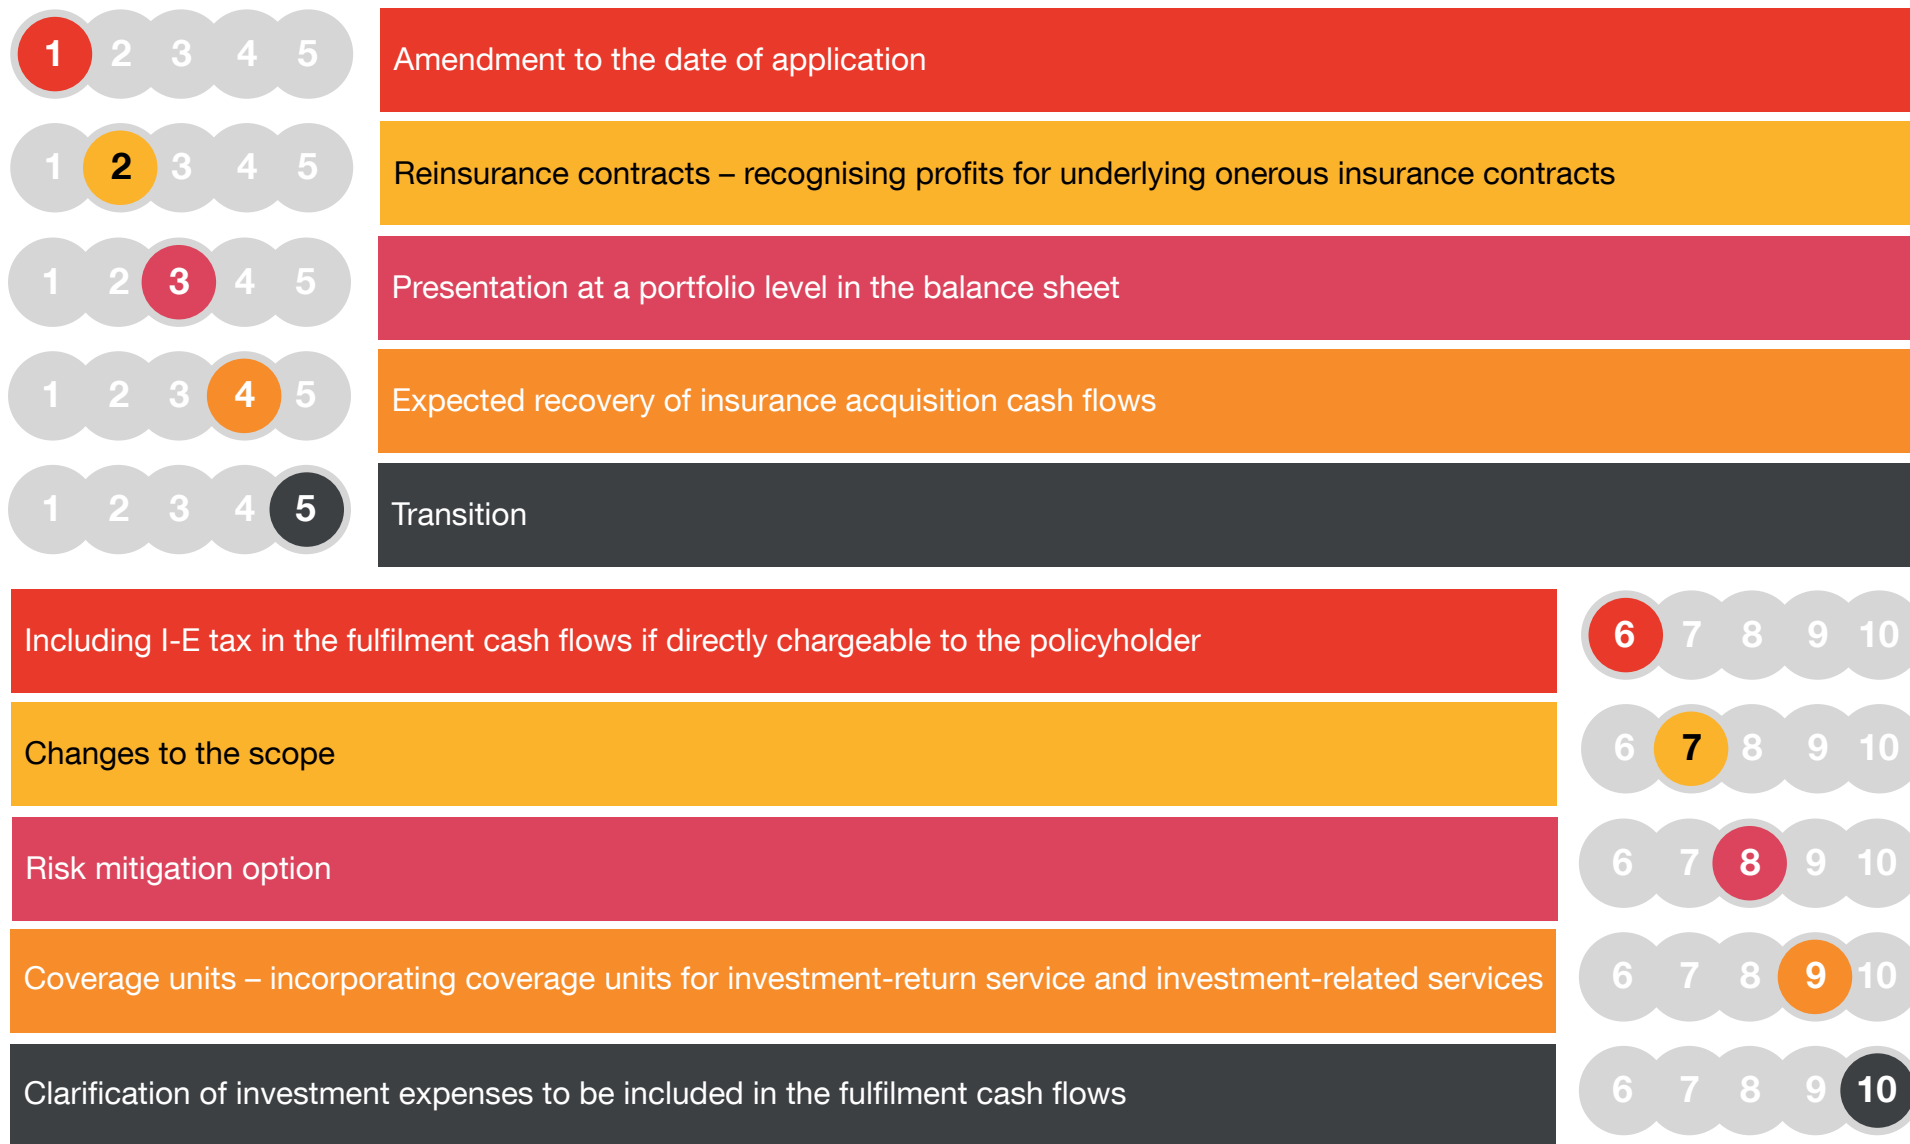 1 2 3 4 5 Amendment to the date of application
1 2 3 4 5 Reinsurance contracts – recognising profits for underlying onerous insurance contracts
1 2 3 4 5 Presentation at a portfolio level in the balance sheet
1 2 3 4 5 Expected recovery of insurance acquisition cash flows
1 2 3 4 5 Transition
Including I-E tax in the fulfilment cash flows if directly chargeable to the policyholder 6 7 8 9 10
Changes to the scope 6 7 8 9 10
Risk mitigation option 6 7 8 9 10
Coverage units – incorporating coverage units for investment-return service and investment-related services 6 7 8 9 10
Clarification of investment expenses to be included in the fulfilment cash flows 6 7 8 9 10